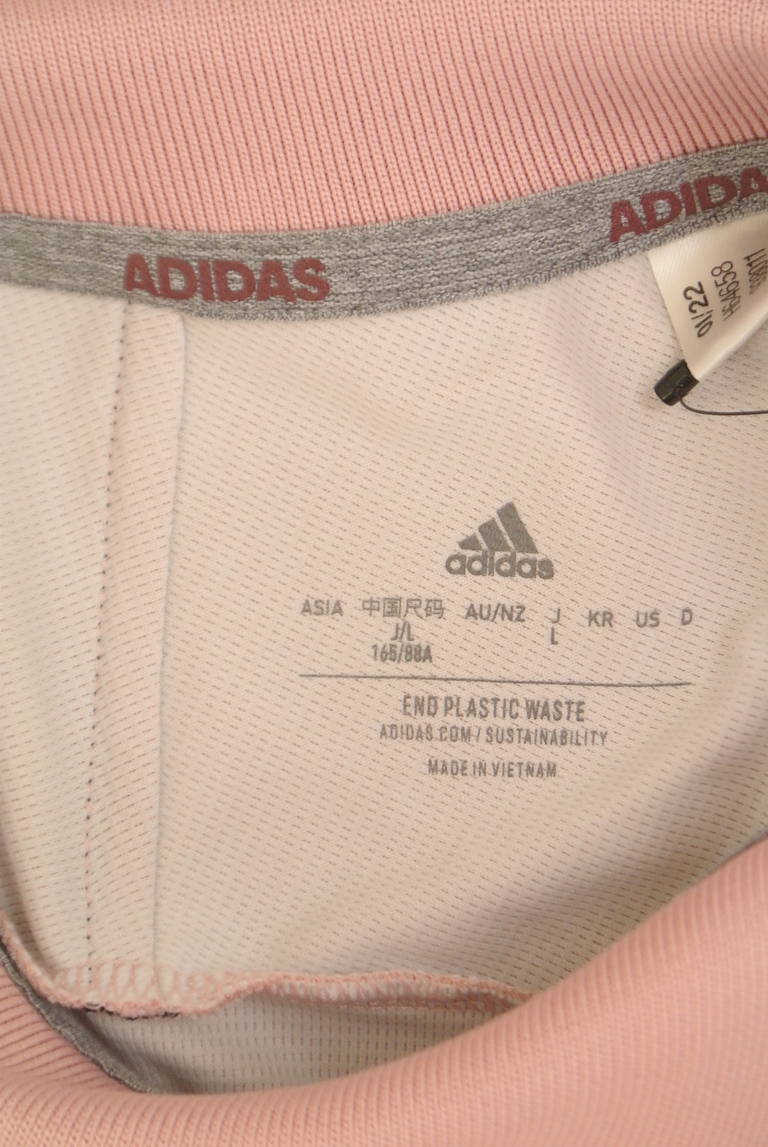 ADIDAS
ADIDA
01/22
adidas
ASIA 中国尺码 AU/NZ J KR US D
J/L L
165/88A
END PLASTIC WASTE
ADIDAS.COM / SUSTAINABILITY
MADE IN VIETNAM